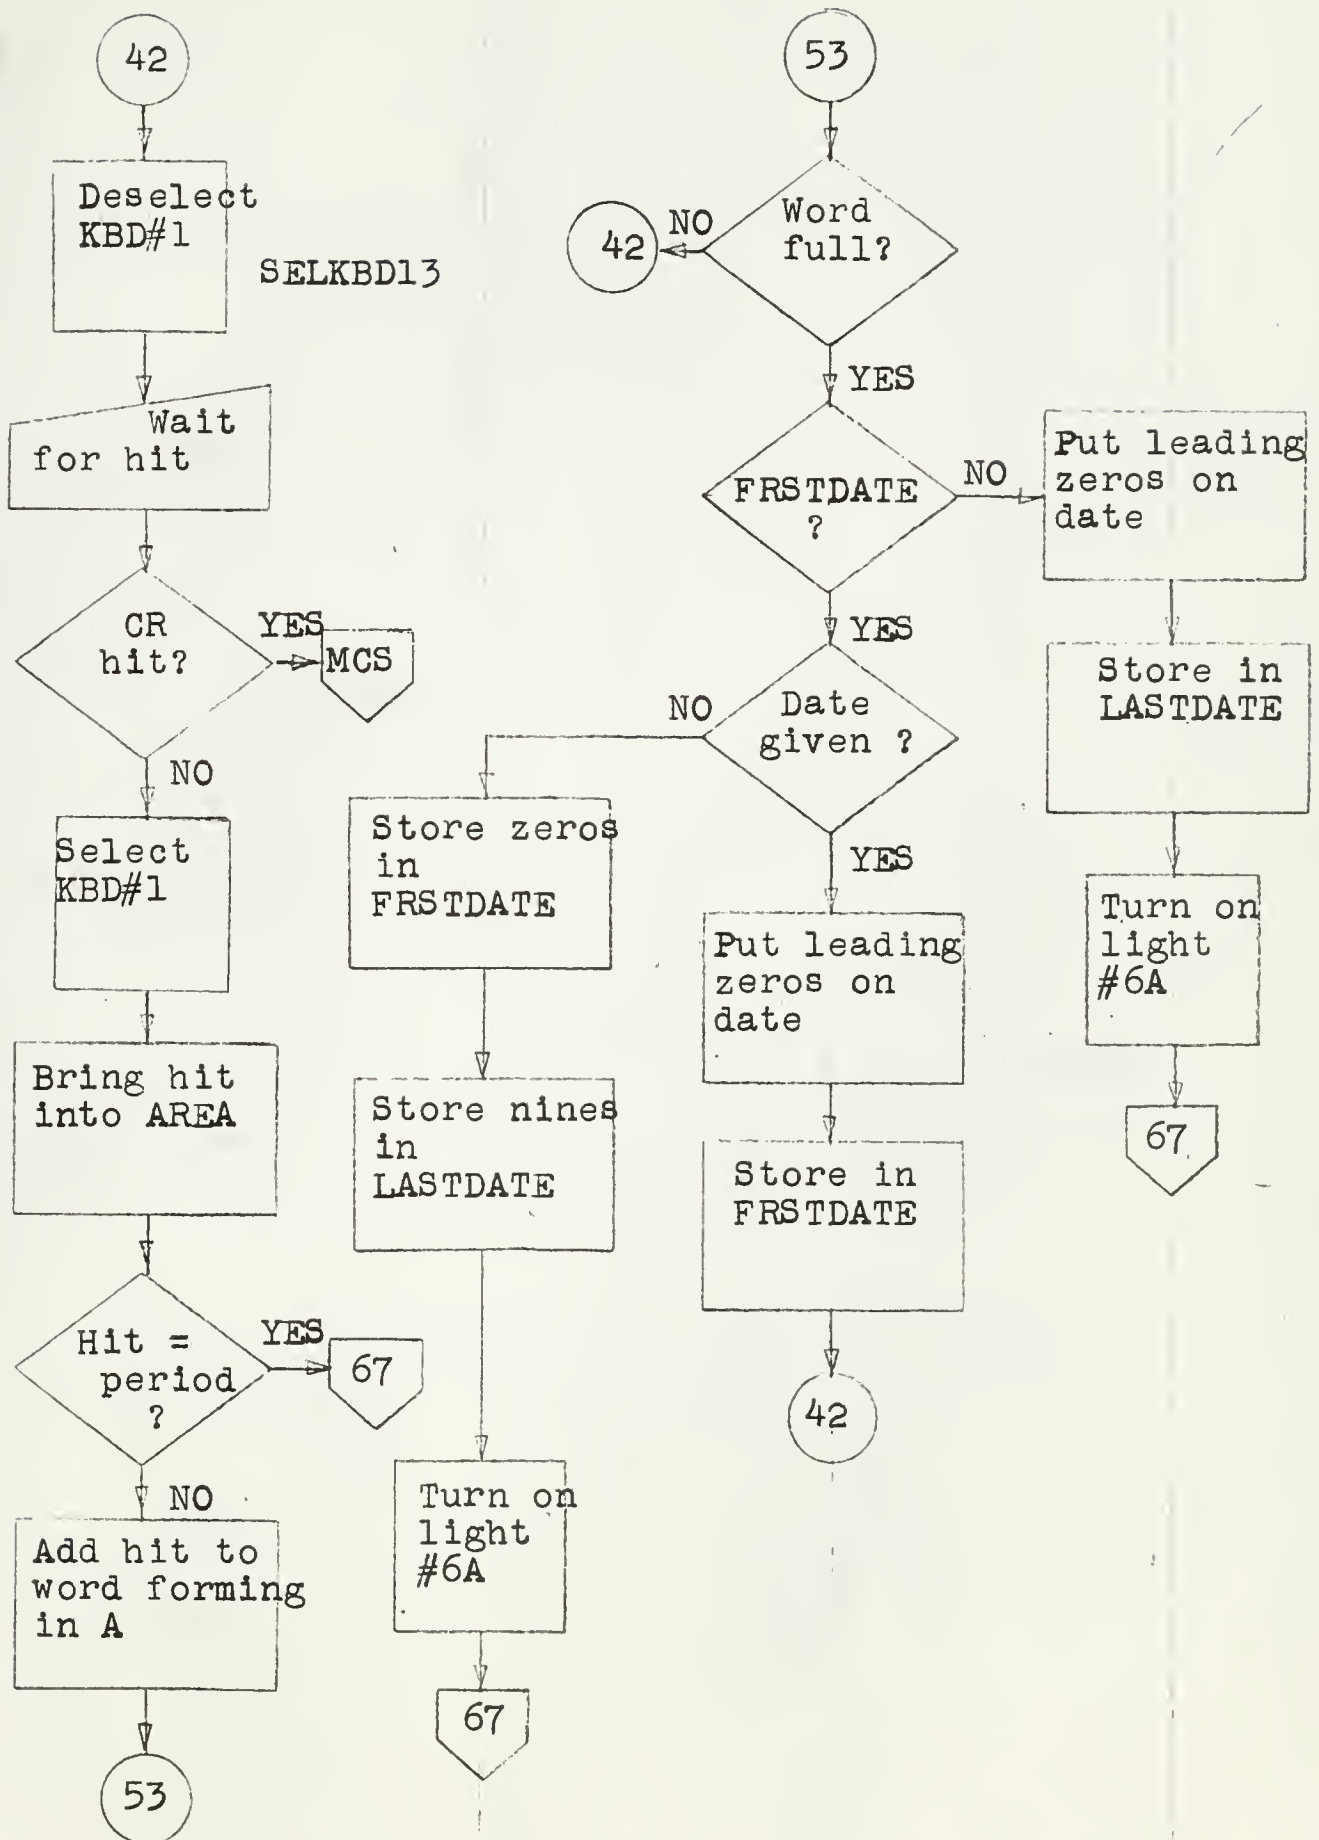 42
Deselect
KBD#1
SELKBD13
Wait
for hit
CR
hit?
YES
MCS
NO
Select
KBD#1
Bring hit
into AREA
Hit =
period
?
YES
67
NO
Add hit to
word forming
in A
53
53
Word
full?
NO
42
YES
FRSTDATE
?
NO
Put leading
zeros on
date
Store in
LASTDATE
Turn on
light
#6A
67
YES
Date
given ?
NO
Store zeros
in
FRSTDATE
Store nines
in
LASTDATE
Turn on
light
#6A
67
YES
Put leading
zeros on
date
Store in
FRSTDATE
42